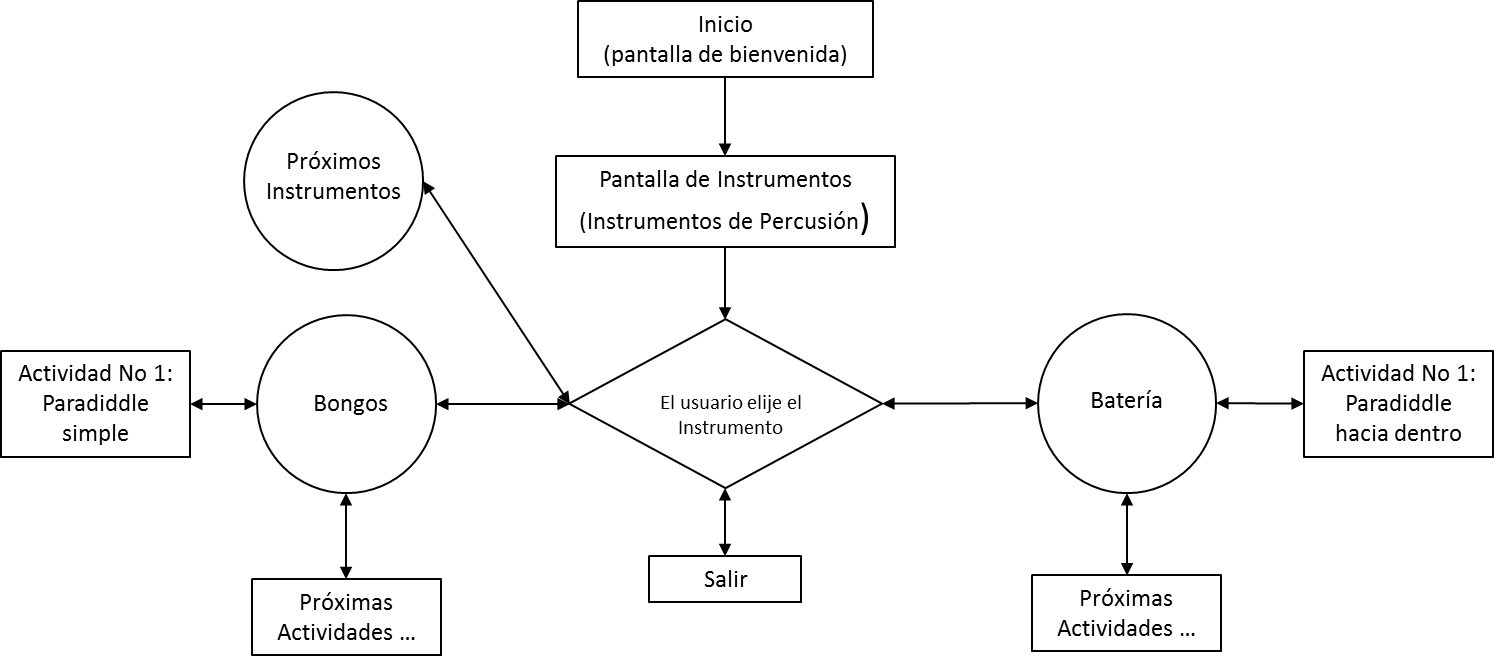 Inicio
(pantalla de bienvenida)
Próximos
Instrumentos
Pantalla de Instrumentos
(Instrumentos de Percusión)
Actividad No 1:
Paradiddle
simple
Bongos
El usuario elije el
Instrumento
Batería
Actividad No 1:
Paradiddle
hacia dentro
Próximas
Actividades ...
Salir
Próximas
Actividades ...